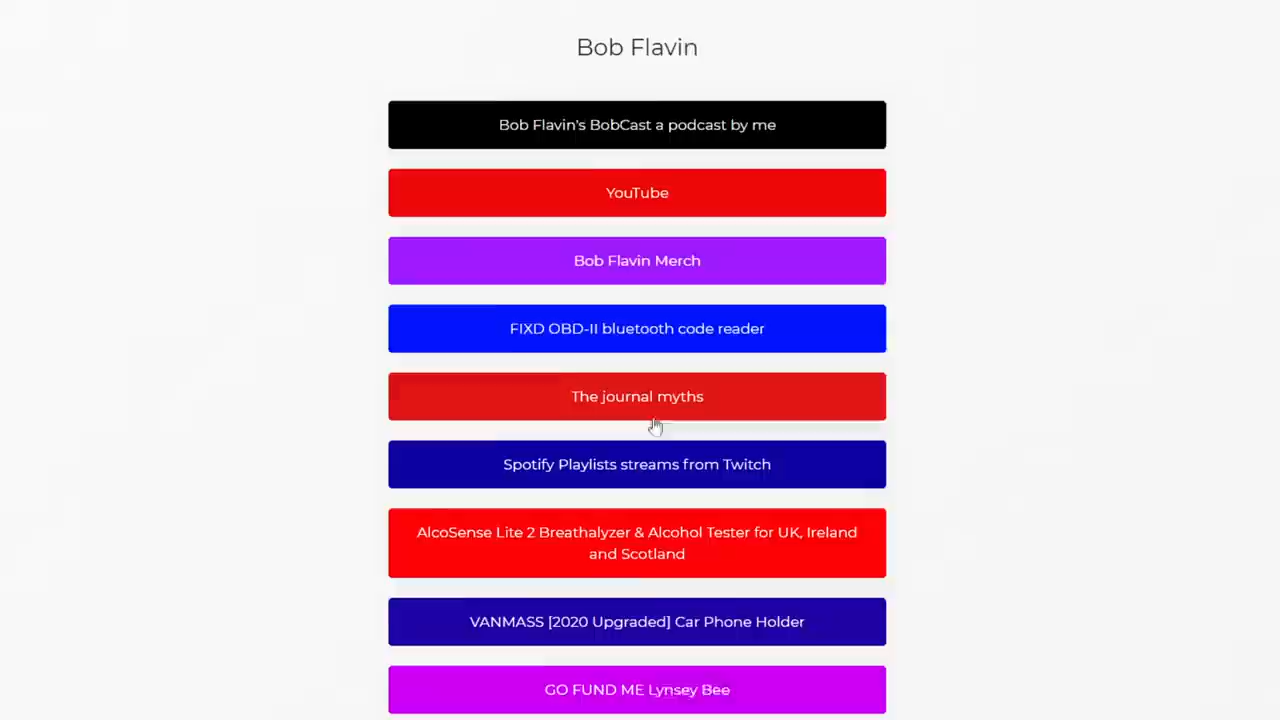 Bob Flavin
Bob Flavin's BobCast a podcast by me
YouTube
Bob Flavin Merch
FIXD OBD-II bluetooth code reader
The journal myths
Spotify Playlists streams from Twitch
AlcoSense Lite 2 Breathalyzer & Alcohol Tester for UK, Ireland
and Scotland
VANMASS [2020 Upgraded] Car Phone Holder
GO FUND ME Lynsey Bee